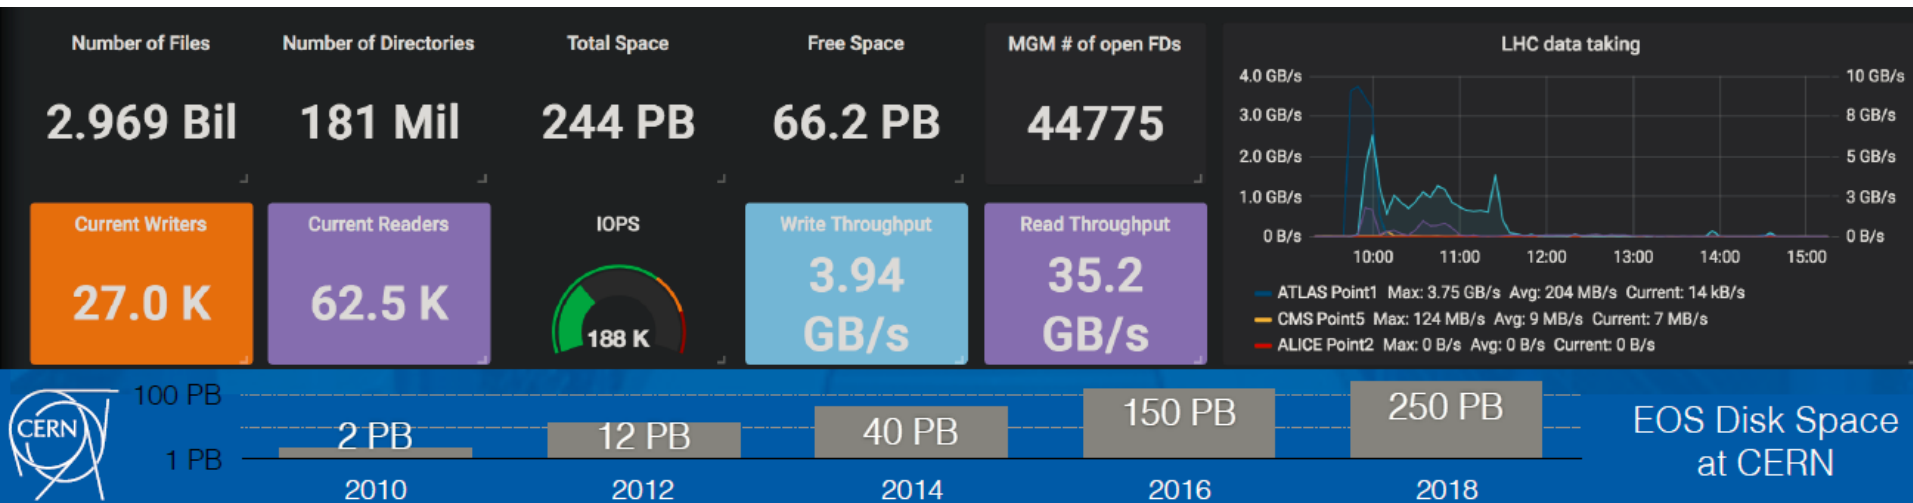 Number of Files
2.969 Bil
Number of Directories
181 Mil
Total Space
244 PB
Free Space
66.2 PB
MGM # of open FDs
44775
Current Writers
27.0 K
Current Readers
62.5 K
IOPS
188 K
Write Throughput
3.94
GB/s
Read Throughput
35.2
GB/s
LHC data taking
4.0 GB/s
3.0 GB/s
2.0 GB/s
1.0 GB/s
0 B/s
10 GB/s
8 GB/s
5 GB/s
3 GB/s
0 B/s
10:00 11:00 12:00 13:00 14:00 15:00
ATLAS Point1 Max: 3.75 GB/s Avg: 204 MB/s Current: 14 kB/s
CMS Point5 Max: 124 MB/s Avg: 9 MB/s Current: 7 MB/s
ALICE Point2 Max: 0 B/s Avg: 0 B/s Current: 0 B/s
CERN
100 PB
1 PB
2 PB
12 PB
40 PB
150 PB
250 PB
2010 2012 2014 2016 2018
EOS Disk Space
at CERN